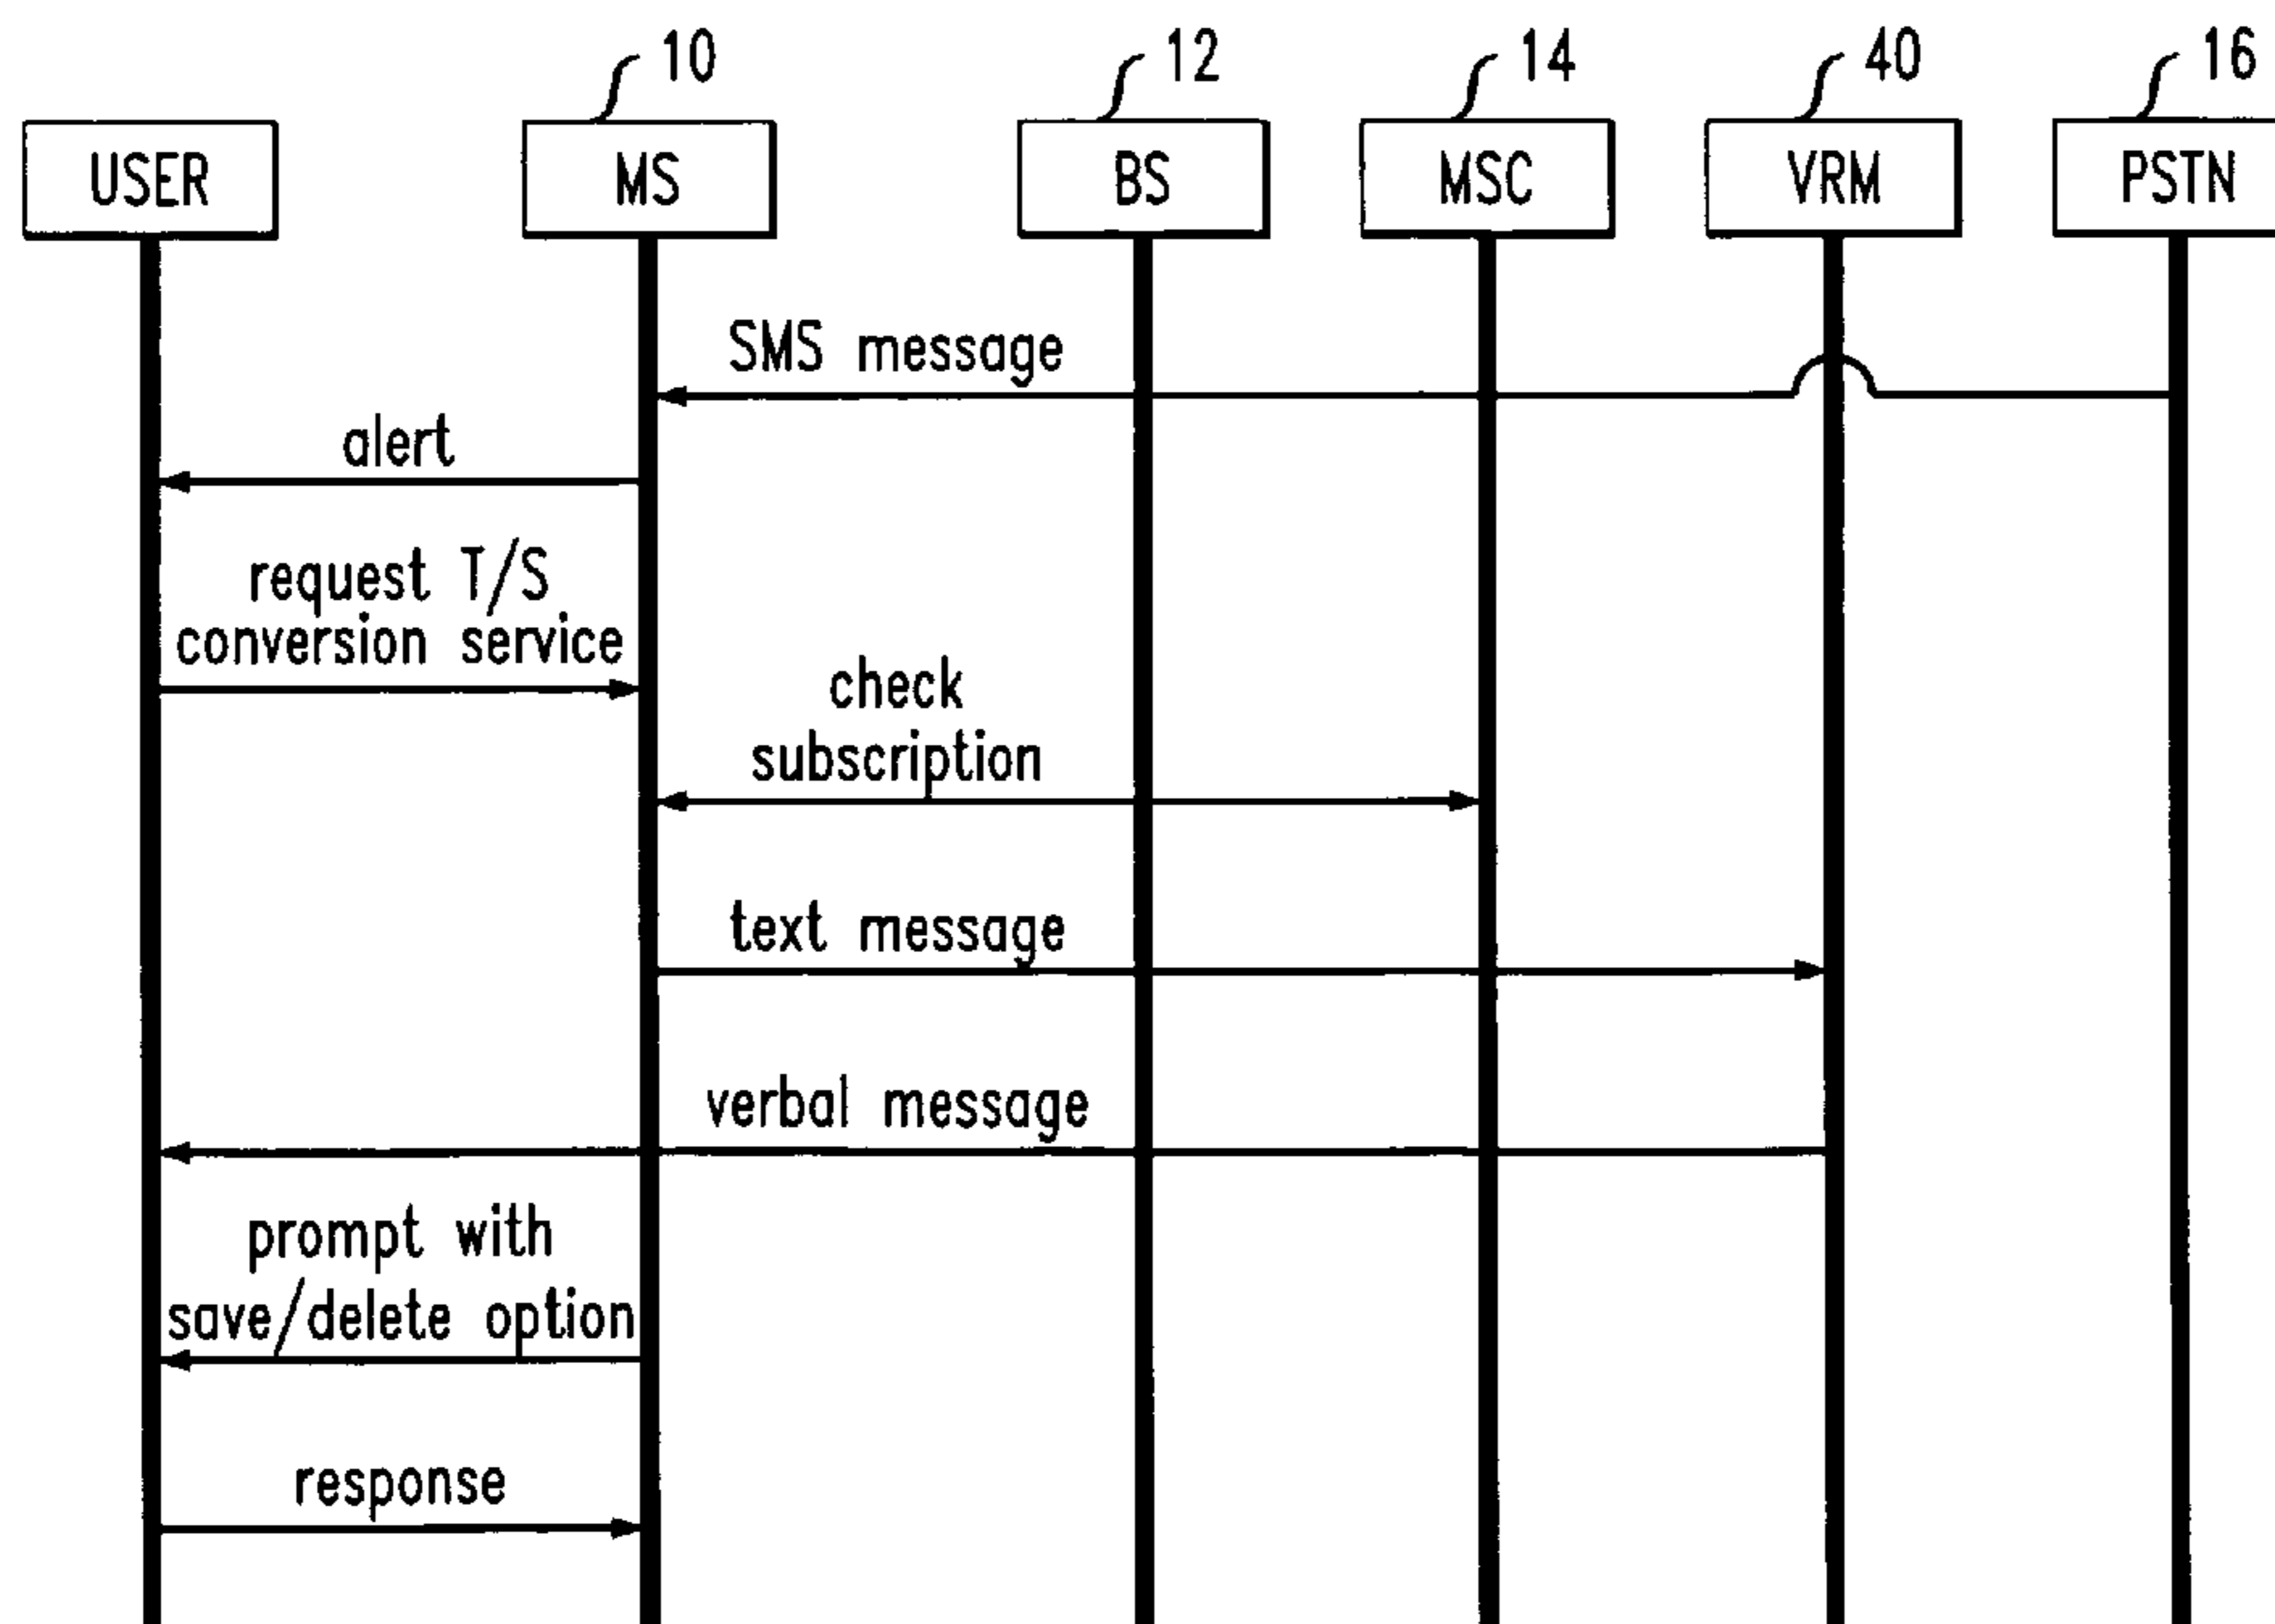 10 12 14 40 16
USER MS BS MSC VRM PSTN
SMS message
alert
request T/S
conversion service
check
subscription
text message
verbal message
prompt with
save/delete option
response